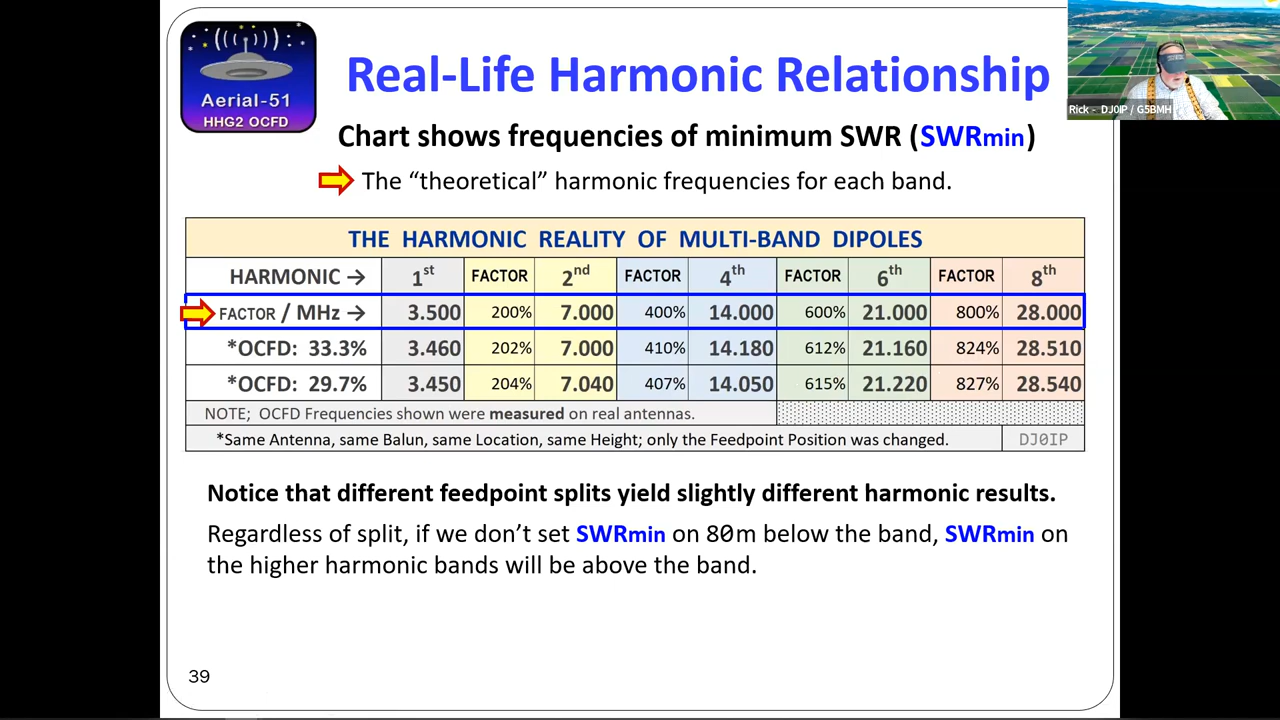 Aerial-51
HHG2 OCFD
Real-Life Harmonic Relationship
Rick - DJ0IP / G5BMH
Chart shows frequencies of minimum SWR (SWRmin)
The “theoretical” harmonic frequencies for each band.
THE HARMONIC REALITY OF MULTI-BAND DIPOLES
HARMONIC → 1st FACTOR 2nd FACTOR 4th FACTOR 6th FACTOR 8th
FACTOR / MHz → 3.500 200% 7.000 400% 14.000 600% 21.000 800% 28.000
*OCFD: 33.3% 3.460 202% 7.000 410% 14.180 612% 21.160 824% 28.510
*OCFD: 29.7% 3.450 204% 7.040 407% 14.050 615% 21.220 827% 28.540
NOTE; OCFD Frequencies shown were measured on real antennas.
*Same Antenna, same Balun, same Location, same Height; only the Feedpoint Position was changed. DJ0IP
Notice that different feedpoint splits yield slightly different harmonic results.
Regardless of split, if we don’t set SWRmin on 80m below the band, SWRmin on
the higher harmonic bands will be above the band.
39